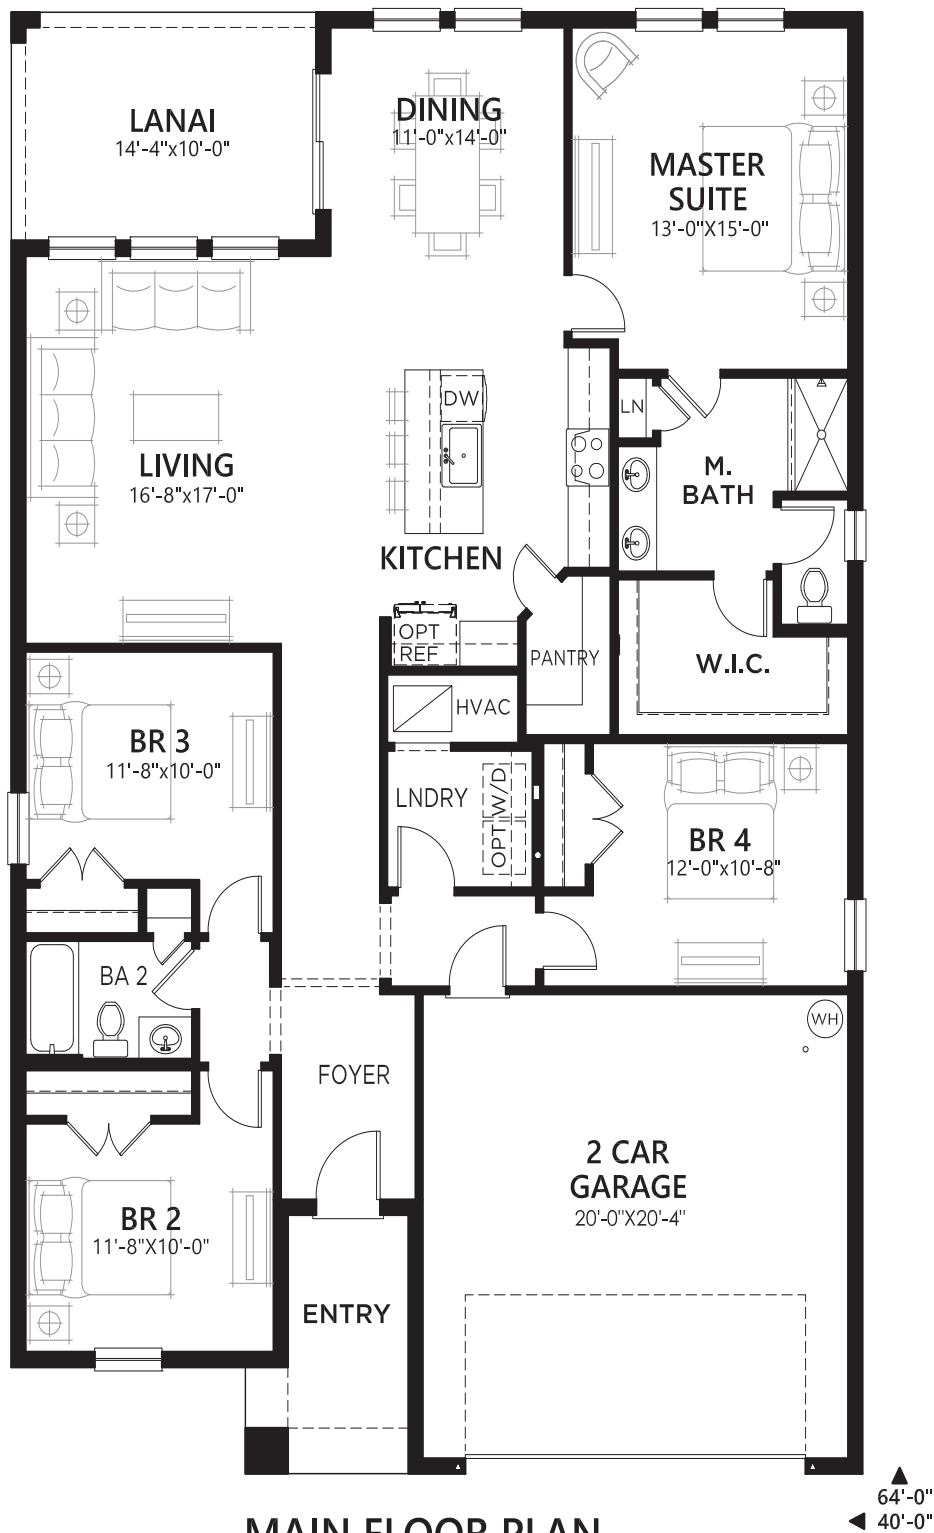 LANAI
14'-4"x10'-0"
DINING
11'-0"x14'-0"
MASTER
SUITE
13'-0"X15'-0"
DW
LN
LIVING
16'-8"x17'-0"
M.
BATH
KITCHEN
OPT
REF
PANTRY
W.I.C.
HVAC
BR 3
11'-8"x10'-0"
LNDRY
OPT W/D
BR 4
12'-0"x10'-8"
BA 2
WH
FOYER
2 CAR
GARAGE
20'-0"X20'-4"
BR 2
11'-8"X10'-0"
ENTRY
64'-0"
40'-0"
MAIN FLOOR PLAN